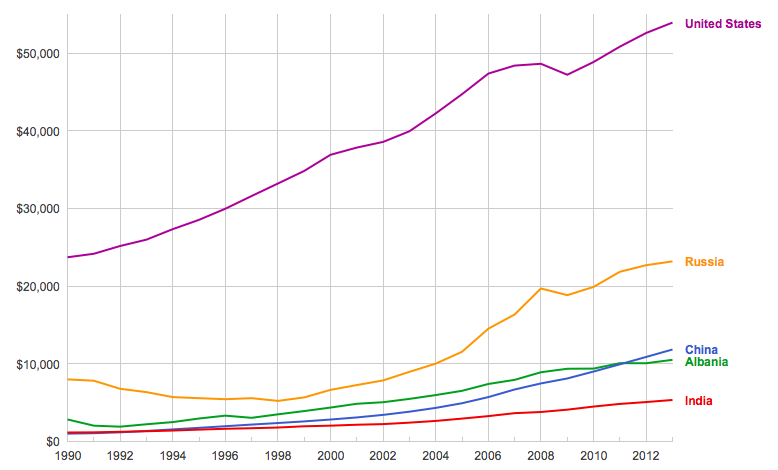 $50,000
$40,000
$30,000
$20,000
$10,000
$0
1990 1992 1994 1996 1998 2000 2002 2004 2006 2008 2010 2012
United States
Russia
China
Albania
India